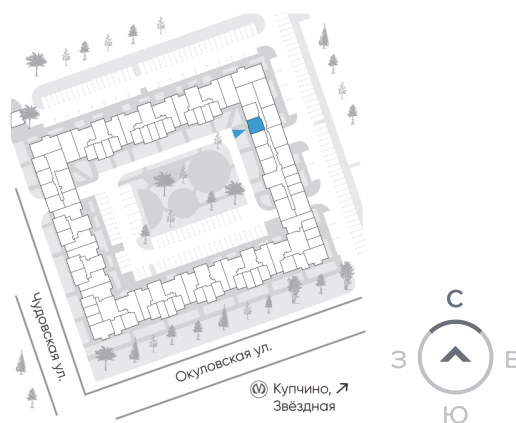 Чудовская ул.
Окуловская ул.
Купчино,
Звёздная
С
З
В
Ю